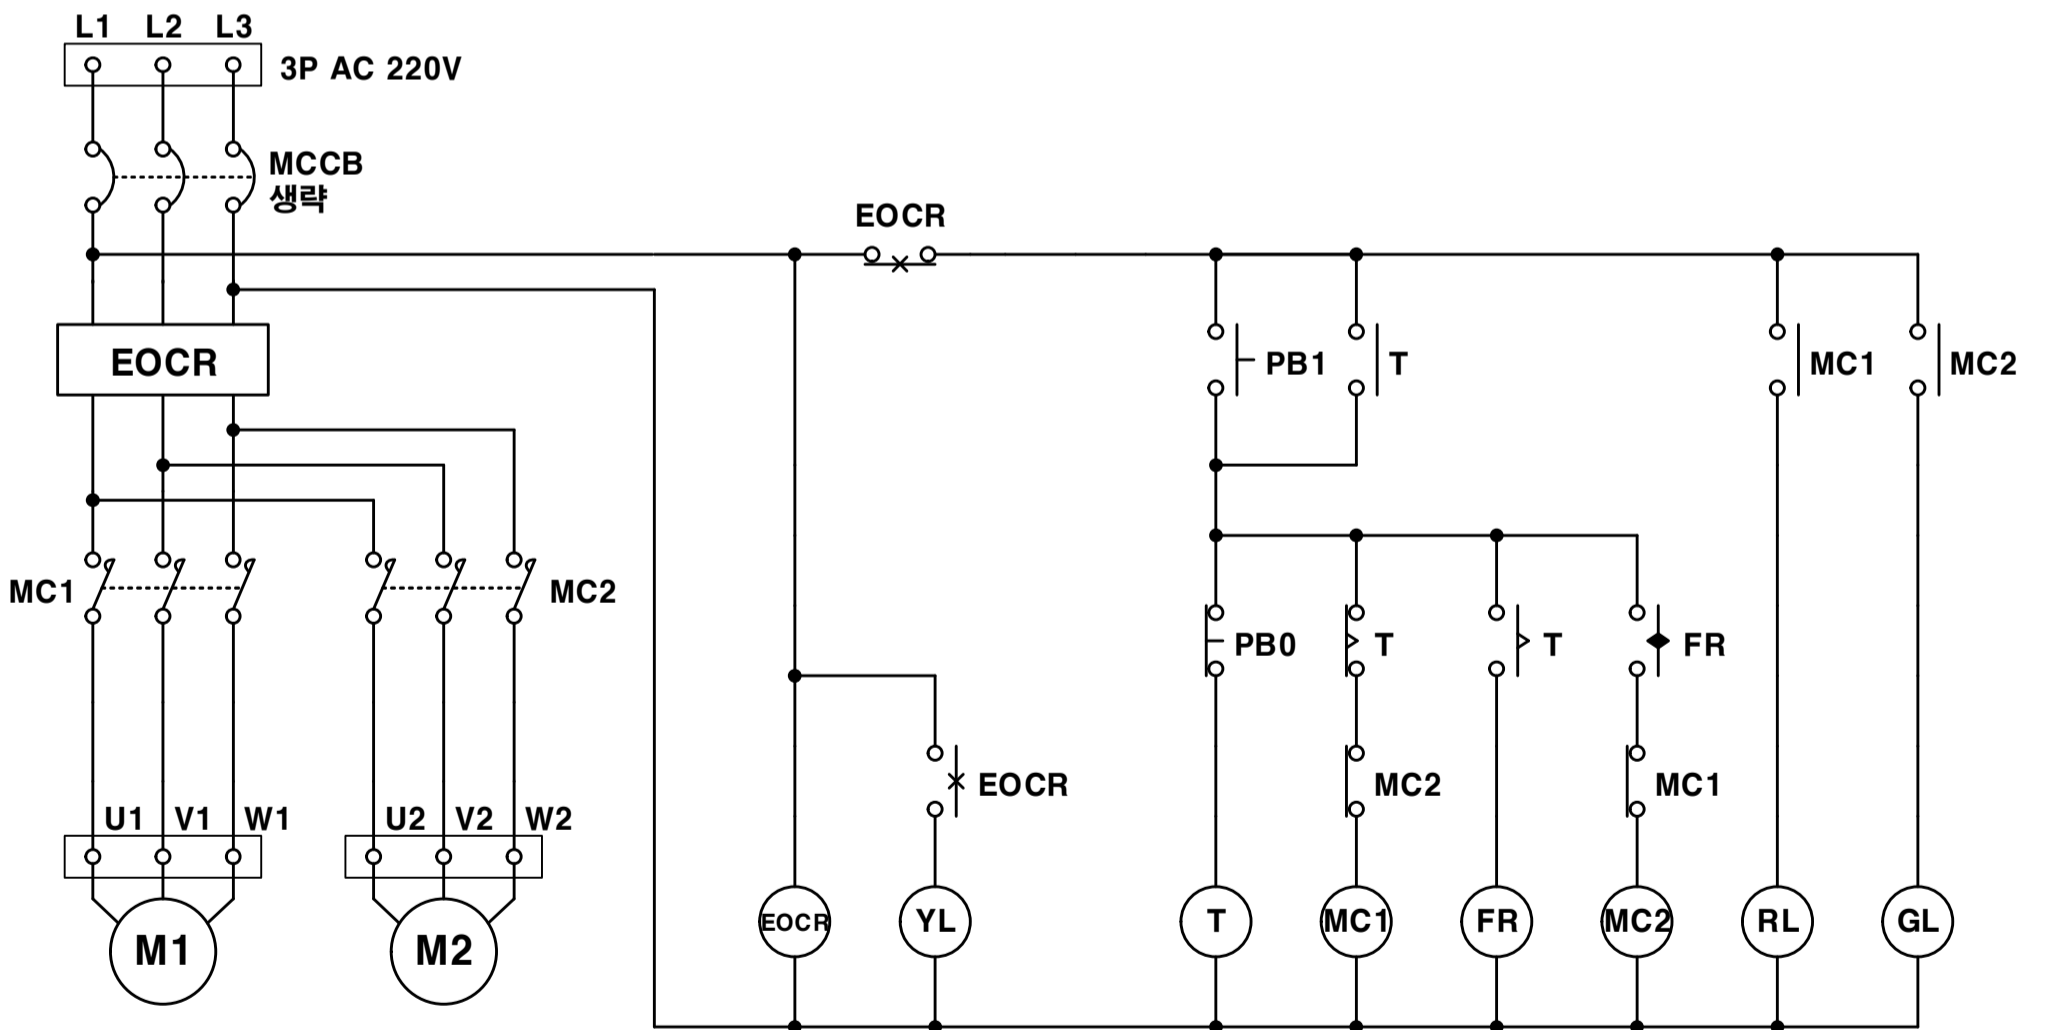 L1 L2 L3
3P AC 220V
MCCB
생략
EOCR
EOCR
PB1 T MC1 MC2
MC1 MC2
PB0 T T FR
EOCR MC2 MC1
U1 V1 W1 U2 V2 W2
M1 M2
EOCR YL T MC1 FR MC2 RL GL